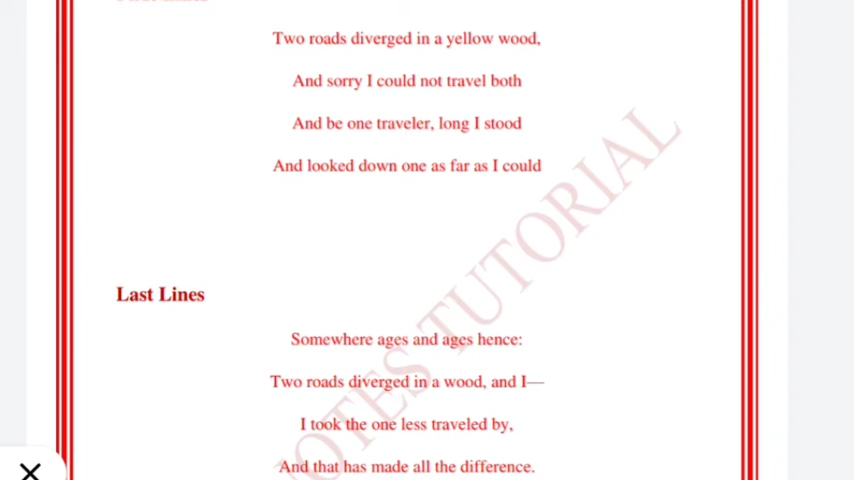 Two roads diverged in a yellow wood,
And sorry I could not travel both
And be one traveler, long I stood
And looked down one as far as I could
Last Lines
Somewhere ages and ages hence:
Two roads diverged in a wood, and I—
I took the one less traveled by,
And that has made all the difference.
TUTORIAL